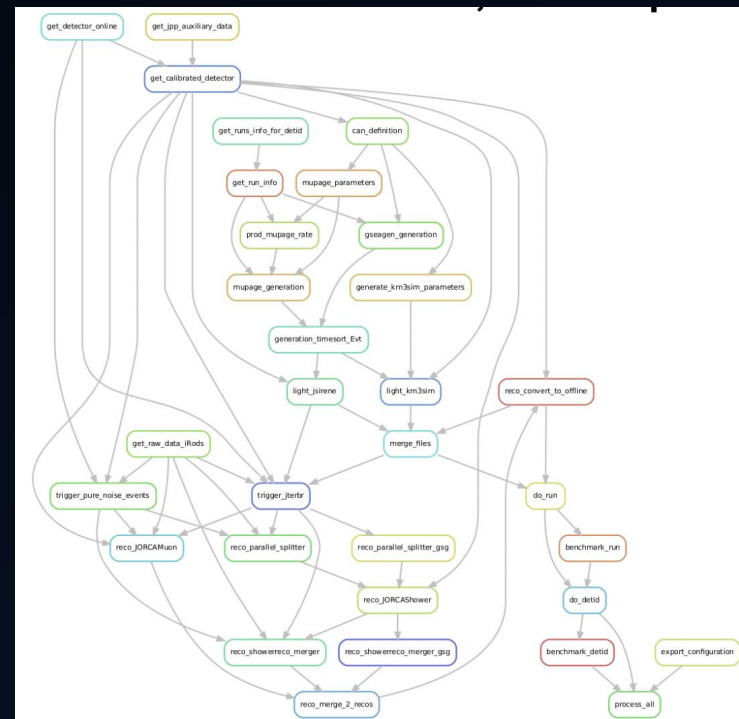 get_detector_online
get_jpp_auxiliary_data
get_calibrated_detector
get_runs_info_for_detid
can_definition
get_run_info
mupage_parameters
prod_mupage_rate
gseagen_generation
mupage_generation
generate_km3sim_parameters
generation_timesort_Evt
light_jsirene
light_km3sim
reco_convert_to_offline
get_raw_data_iRods
merge_files
trigger_pure_noise_events
trigger_jterbr
do_run
reco_JORCAMuon
reco_parallel_splitter
reco_parallel_splitter_gsg
benchmark_run
reco_JORCAShower
do_detid
reco_showerreco_merger
reco_showerreco_merger_gsg
benchmark_detid
export_configuration
reco_merge_2_recos
process_all